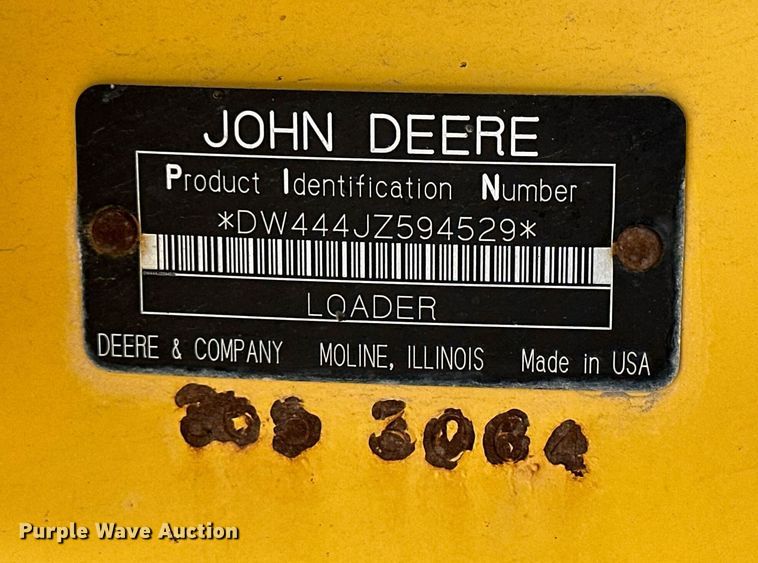 JOHN DEERE
Product Identification Number
*DW444JZ594529*
LOADER
DEERE & COMPANY MOLINE, ILLINOIS Made in USA
Purple Wave Auction